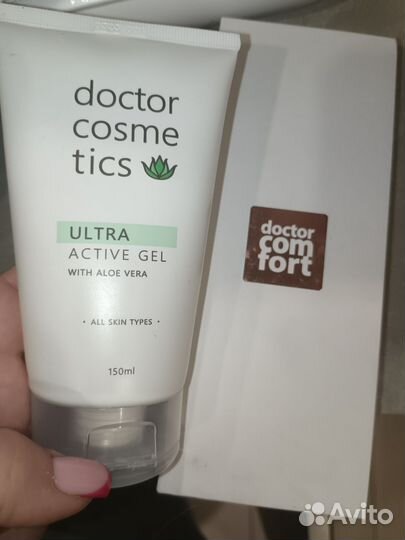 doctor
cosme
tics
ULTRA
ACTIVE GEL
WITH ALOE VERA
• ALL SKIN TYPES •
150ml
doctor
com
fort
Avito